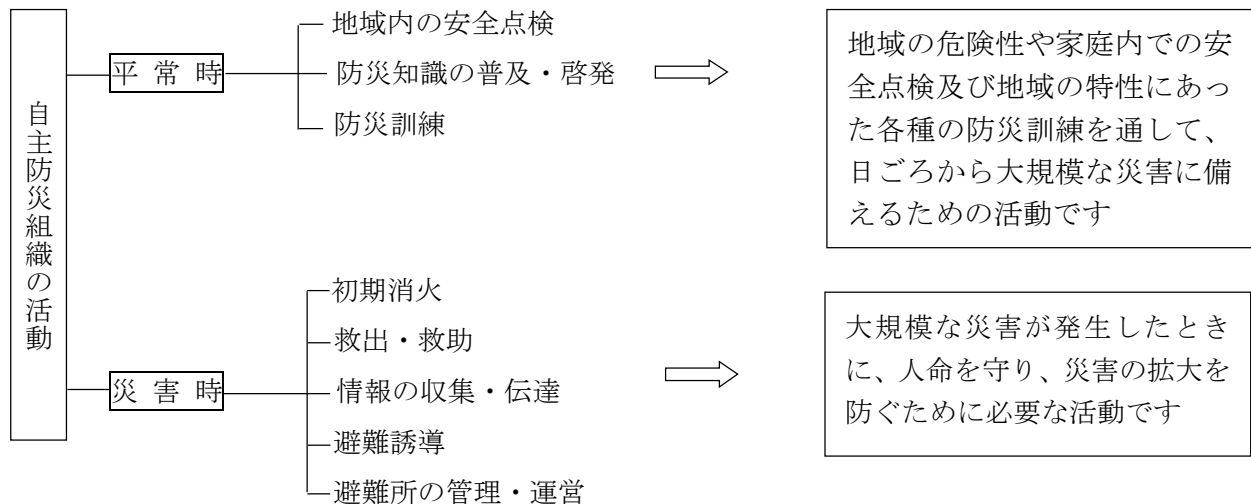 自主防災組織の活動
平常時
地域内の安全点検
防災知識の普及・啓発
防災訓練
地域の危険性や家庭内での安
全点検及び地域の特性にあっ
た各種の防災訓練を通して、
日ごろから大規模な災害に備
えるための活動です
災害時
初期消火
救出・救助
情報の収集・伝達
避難誘導
避難所の管理・運営
大規模な災害が発生したとき
に、人命を守り、災害の拡大を
防ぐために必要な活動です